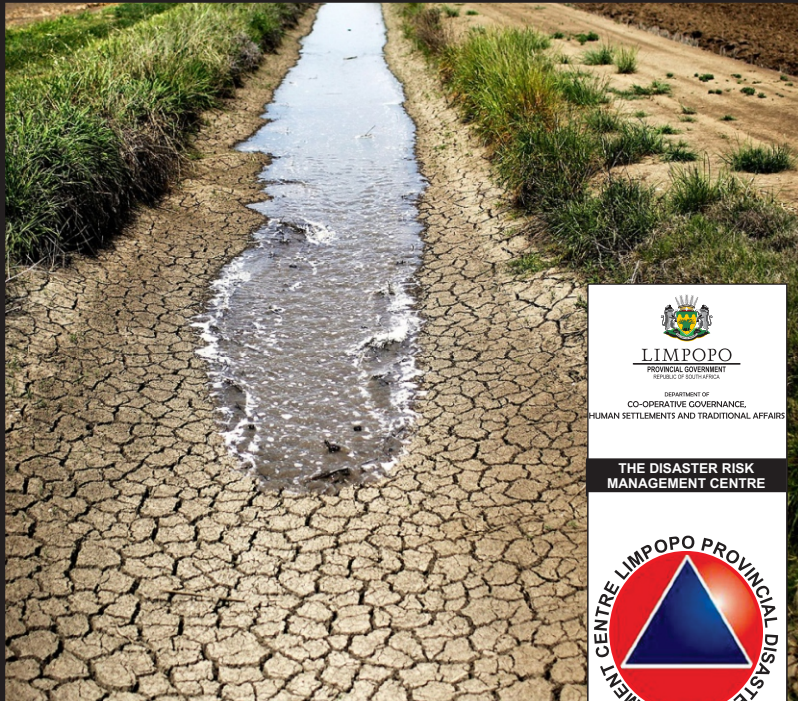 LIMPOPO
PROVINCIAL GOVERNMENT
REPUBLIC OF SOUTH AFRICA
DEPARTMENT OF
CO-OPERATIVE GOVERNANCE,
HUMAN SETTLEMENTS AND TRADITIONAL AFFAIRS
THE DISASTER RISK
MANAGEMENT CENTRE
CENTRE LIMPOPO PROVINCIAL